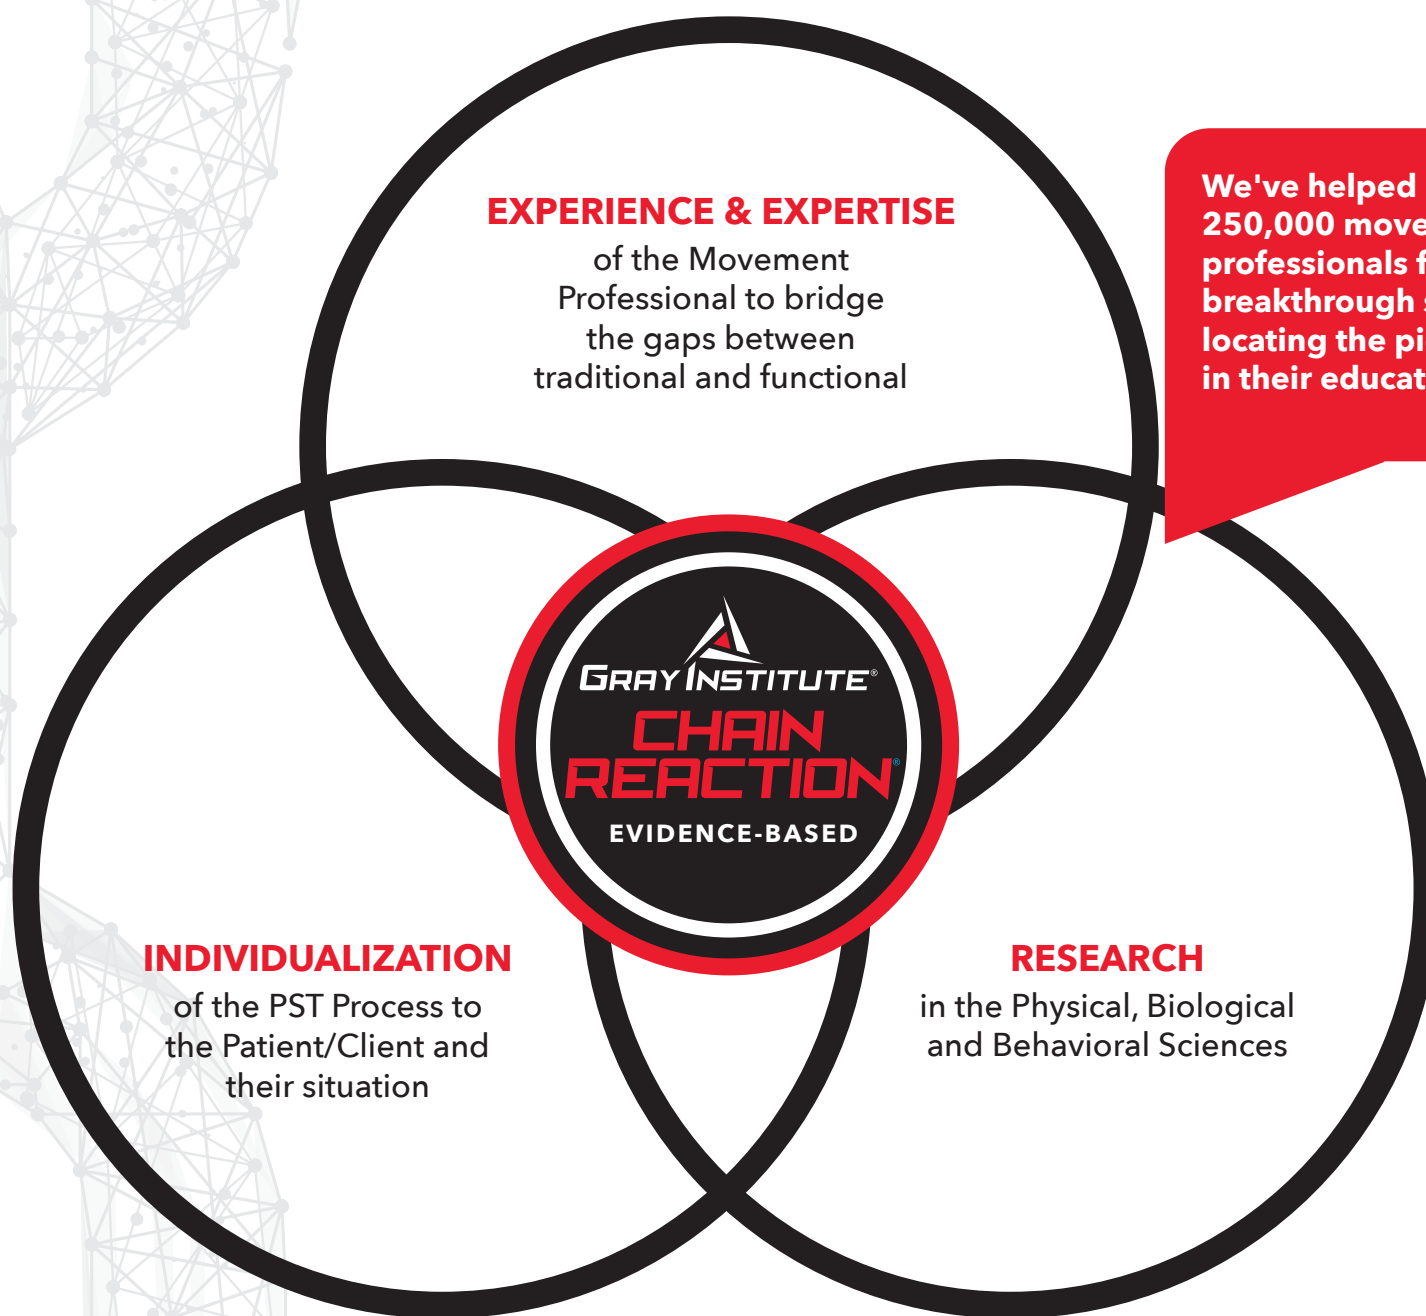 EXPERIENCE & EXPERTISE
of the Movement
Professional to bridge
the gaps between
traditional and functional
We've helped
250,000
professionals
breakthrough
locating the
in their
GRAY INSTITUTE®
CHAIN
REACTION®
EVIDENCE-BASED
INDIVIDUALIZATION
of the PST Process to
the Patient/Client and
their situation
RESEARCH
in the Physical, Biological
and Behavioral Sciences